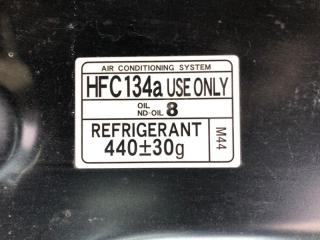 AIR CONDITIONING SYSTEM
HFC134a USE ONLY
OIL
ND-OIL 8
REFRIGERANT
440±30g
M44